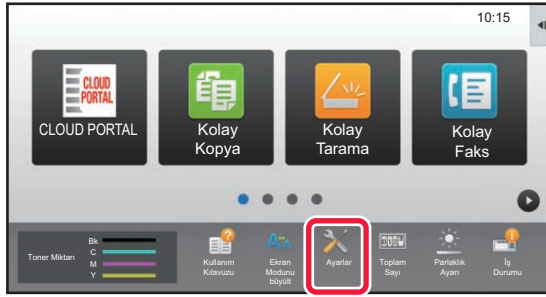 10:15
CLOUD
PORTAL
CLOUD PORTAL
Kolay
Kopya
Kolay
Tarama
Kolay
Faks
Toner Miktarı
Bk
C
M
Y
Kullanım
Kılavuzu
Ekran
Modunu
büyült
Ayarlar
Toplam
Sayı
Parlaklık
Ayarı
İş
Durumu